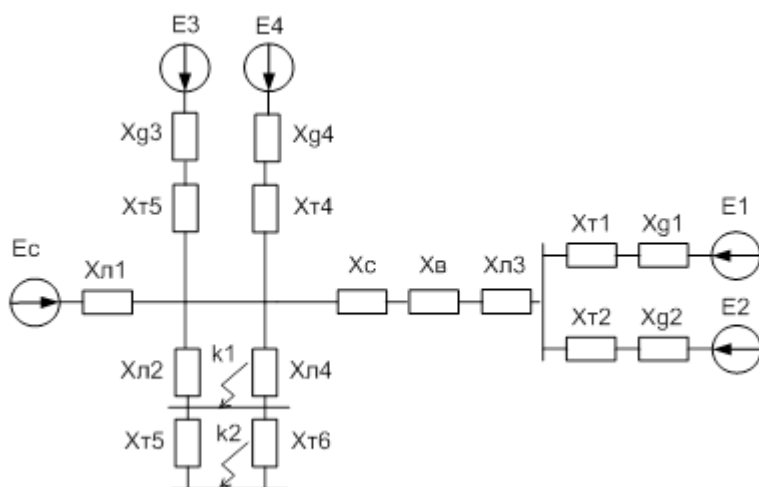 E3 E4
Xg3 Xg4
Xт5 Xт4
Ec Xл1 Xc Xв Xл3 Xт1 Xg1 E1
Xт2 Xg2 E2
Xл2 k1 Xл4
Xт5 k2 Xт6